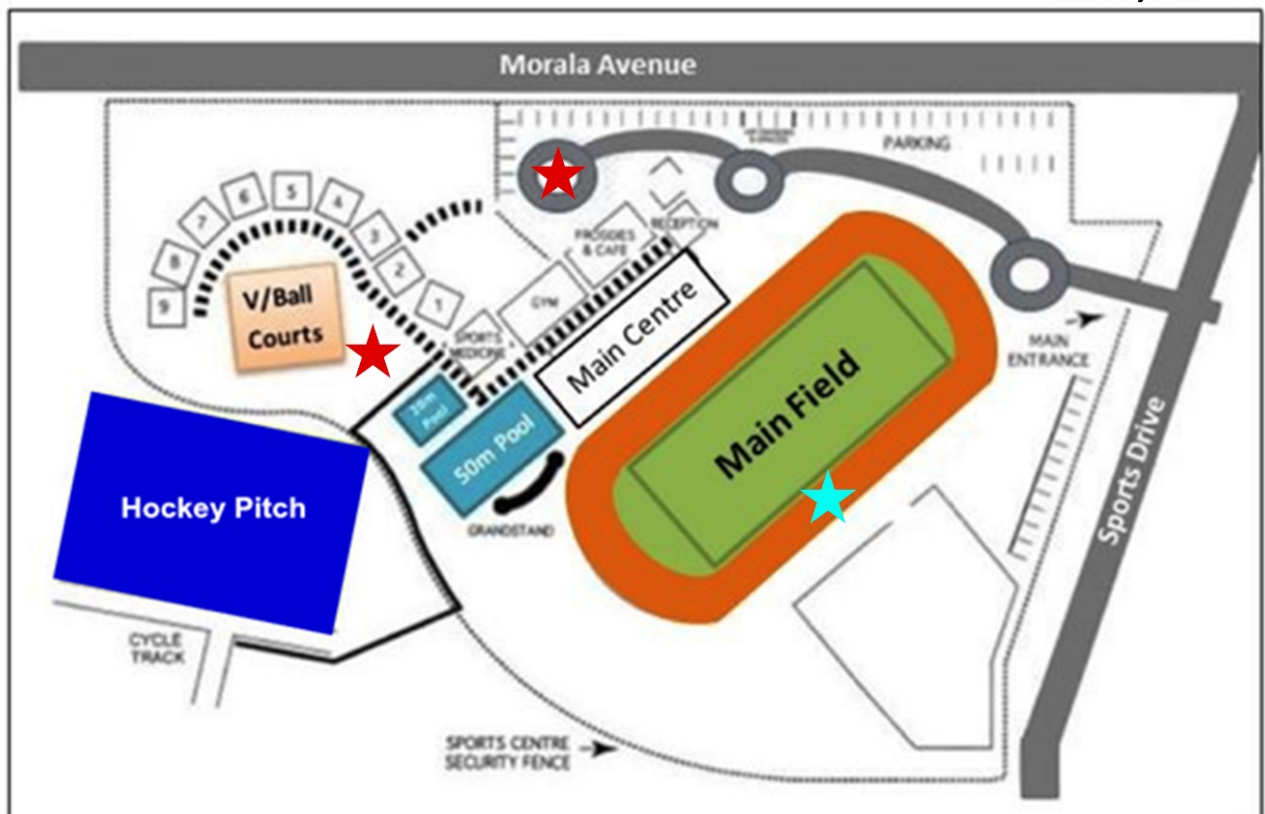 Morala Avenue
PARKING
5
6
4
7
3
8
2
9
1
RECEPTION
FROGGIES
& CAFE
GYM
SPORTS
MEDICINE
V/Ball
Courts
Main Centre
MAIN
ENTRANCE
Main Field
20m
Pool
50m Pool
GRANDSTAND
Hockey Pitch
Sports Drive
CYCLE
TRACK
SPORTS CENTRE
SECURITY FENCE